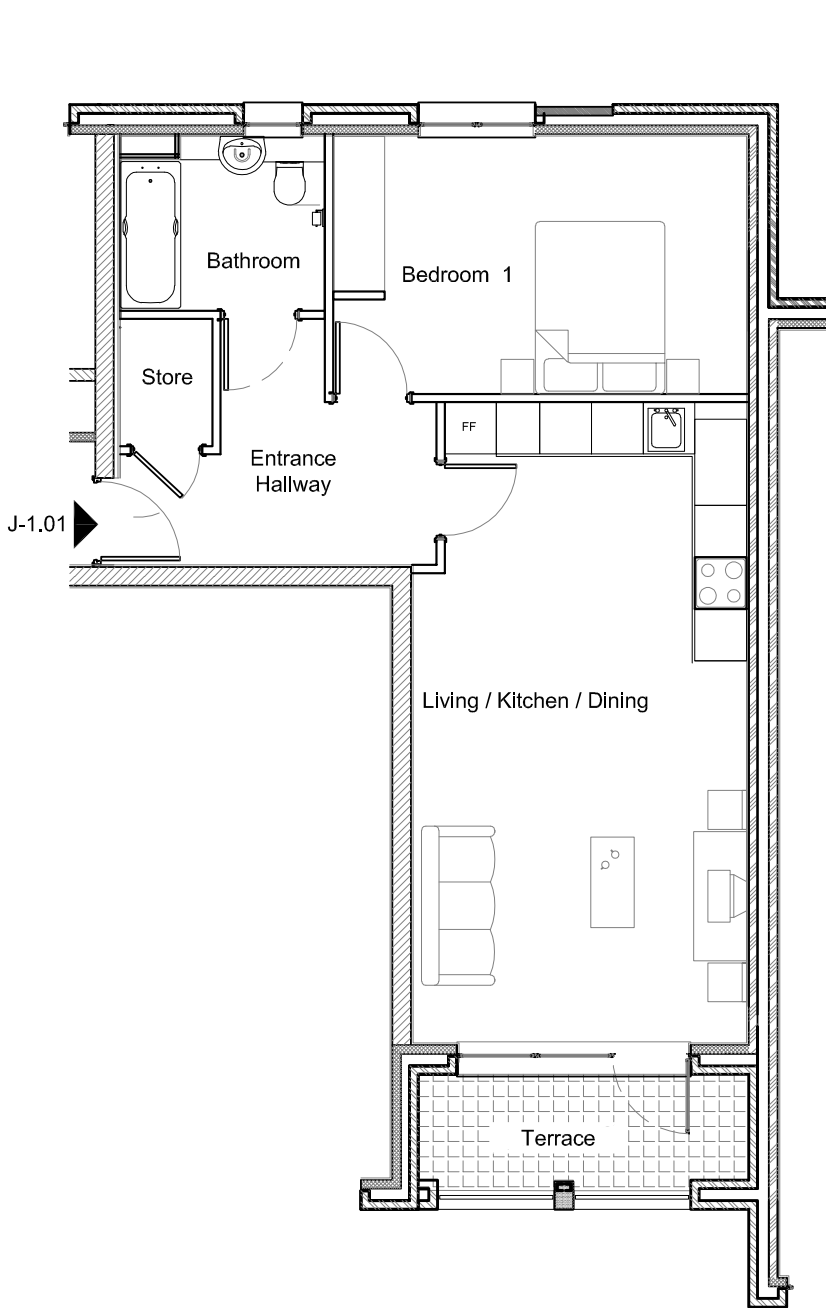 Bathroom
Bedroom 1
Store
FF
Entrance
Hallway
J-1.01
Living / Kitchen / Dining
Terrace